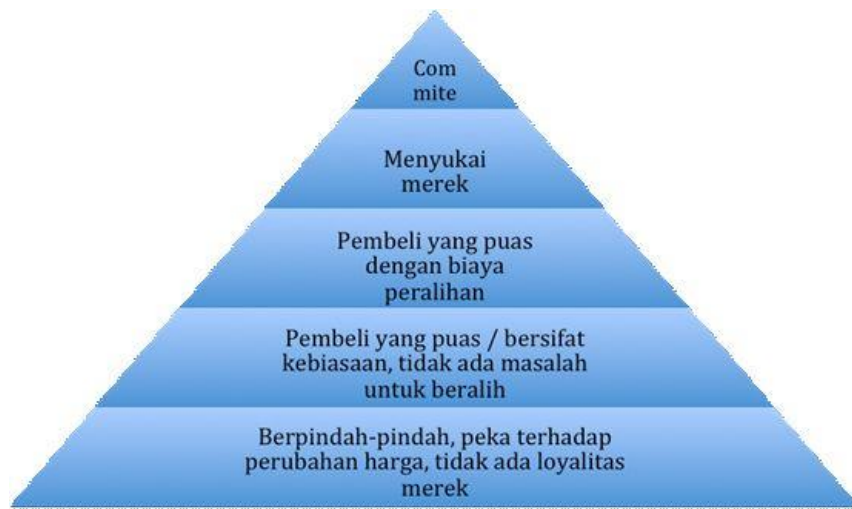 Com
mite
Menyukai
merek
Pembeli yang puas
dengan biaya
peralihan
Pembeli yang puas / bersifat
kebiasaan, tidak ada masalah
untuk beralih
Berpindah-pindah, peka terhadap
perubahan harga, tidak ada loyalitas
merek